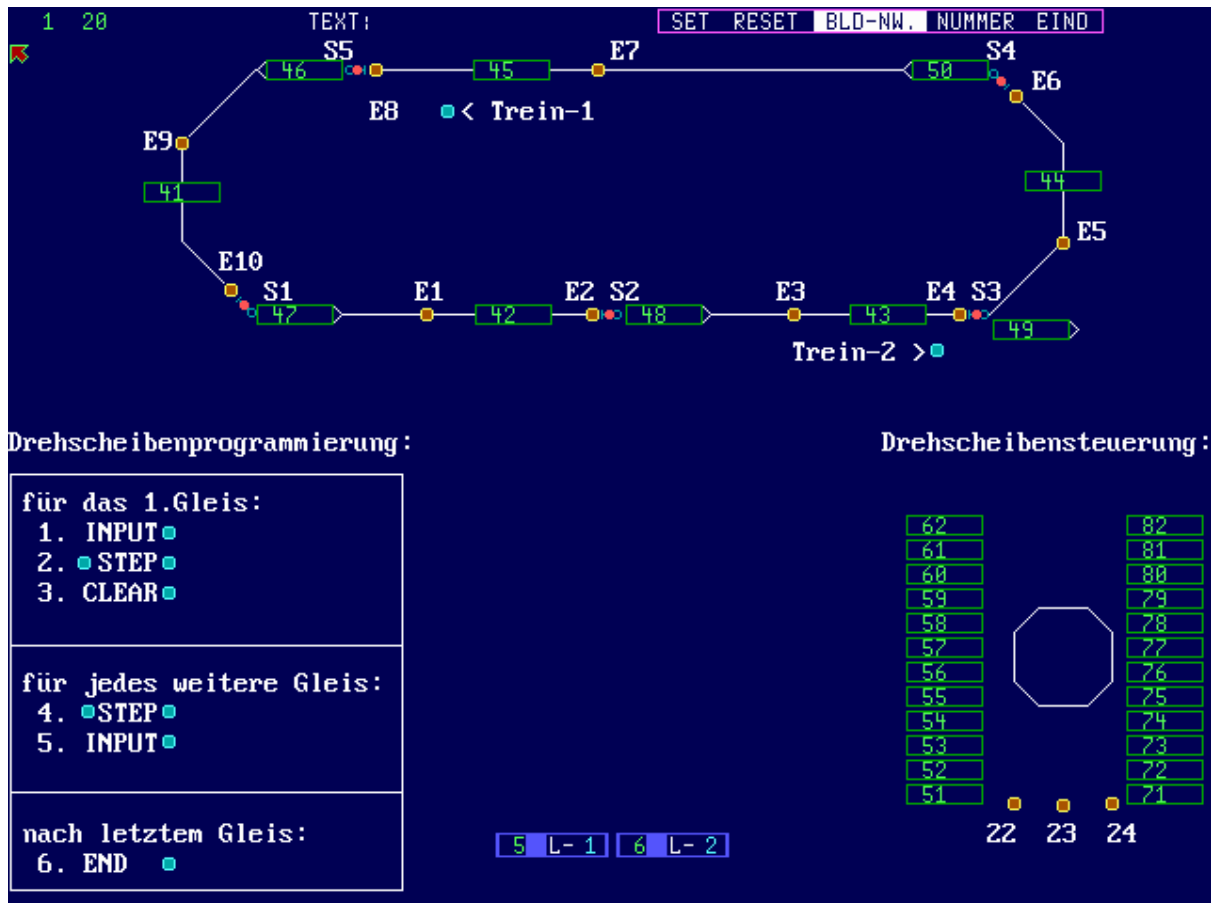 1 20 TEXT: SET RESET BLD-NW. NUMMER EIND
S5 E7 S4
46 45 50
E6
E8 < Trein-1
E9
41 44
E5
E10
S1 E1 E2 S2 E3 E4 S3
47 42 48 43
49
Trein-2 >
Drehscheibenprogrammierung:
für das 1.Gleis:
1. INPUT
2. STEP
3. CLEAR
für jedes weitere Gleis:
4. STEP
5. INPUT
nach letztem Gleis:
6. END
5 L- 1 6 L- 2
Drehscheibensteuerung:
62 82
61 81
60 80
59 79
58 78
57 77
56 76
55 75
54 74
53 73
52 72
51 71
22 23 24